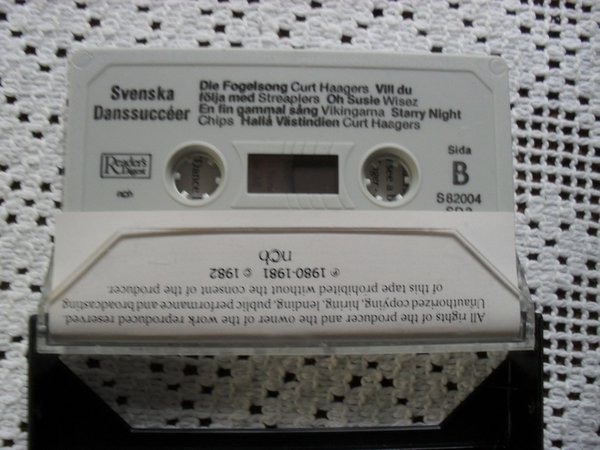 Svenska
Danssuccéer
Die Fogelsong Curt Haagers Vill du
följa med Streaplers Oh Susie Wisez
En fin gammal sång Vikingarna Starry Night
Chips Hallå Västindien Curt Haagers
Reader's
Digest
ncb
Sida
B
S82004
All rights of the producer and the owner of the work reproduced reserved.
Unauthorized copying, hiring, lending, public performance and broadcasting
of this tape prohibited without the consent of the producer.
℗ 1980-1981 © 1982
nCb